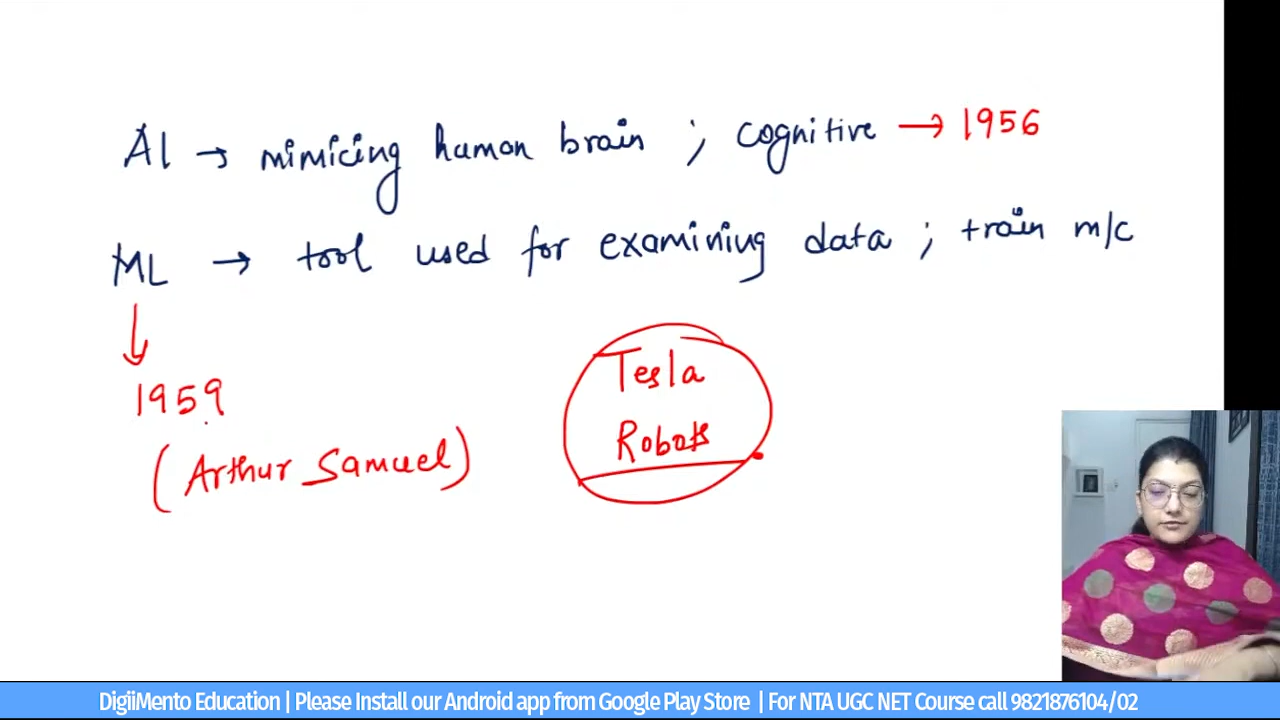 AI → mimicing human brain ; cognitive → 1956
ML → tool used for examining data ; train m/c
1959
(Arthur Samuel)
Tesla
Robots
DigiiMento Education | Please Install our Android app from Google Play Store | For NTA UGC NET Course call 9821876104/02